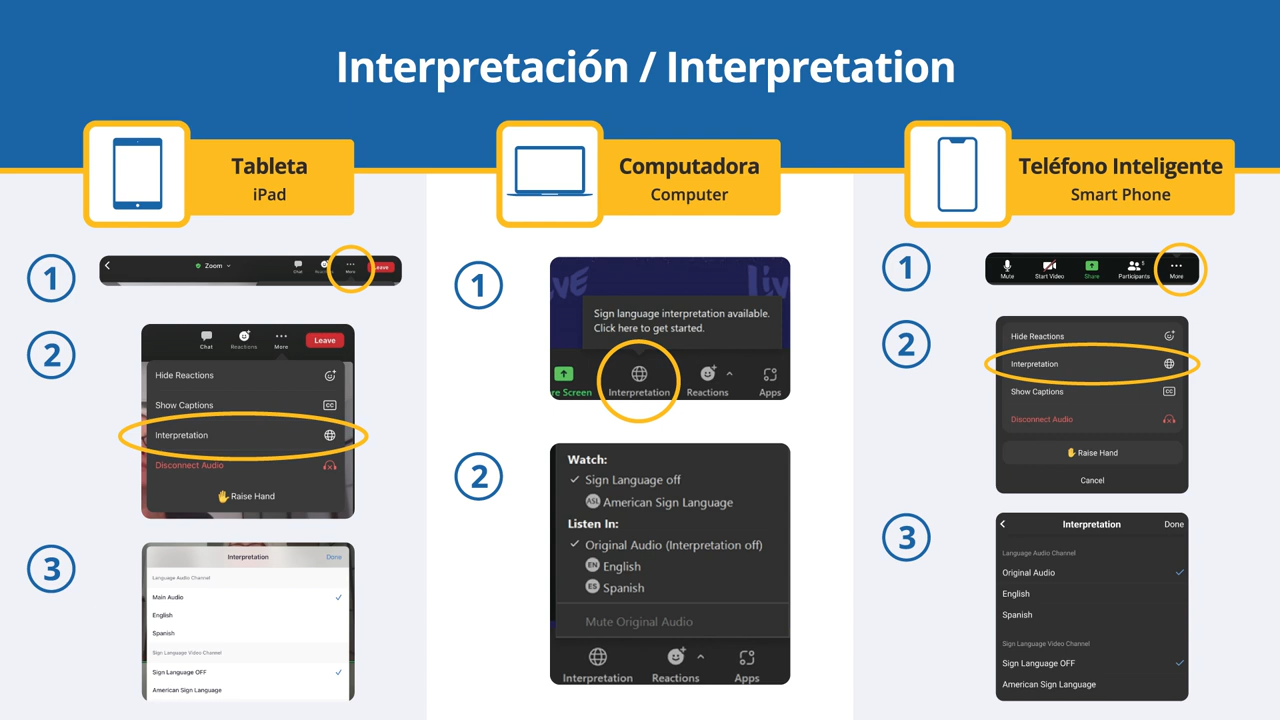 Interpretación / Interpretation
Tableta
iPad
1
Zoom
Chat
Reactions
More
Leave
2
Chat
Reactions
More
Leave
Hide Reactions
Show Captions
CC
Interpretation
Disconnect Audio
Raise Hand
3
Interpretation
Done
Language Audio Channel
Main Audio
English
Spanish
Sign Language Video Channel
Sign Language OFF
American Sign Language
Computadora
Computer
1
Sign language interpretation available.
Click here to get started.
re Screen
Interpretation
Reactions
Apps
2
Watch:
Sign Language off
ASL American Sign Language
Listen In:
Original Audio (Interpretation off)
EN English
ES Spanish
Mute Original Audio
Interpretation
Reactions
Apps
Teléfono Inteligente
Smart Phone
1
Mute
Start Video
Share
Participants
5
More
2
Hide Reactions
Interpretation
Show Captions
CC
Disconnect Audio
Raise Hand
Cancel
3
Interpretation
Done
Language Audio Channel
Original Audio
English
Spanish
Sign Language Video Channel
Sign Language OFF
American Sign Language